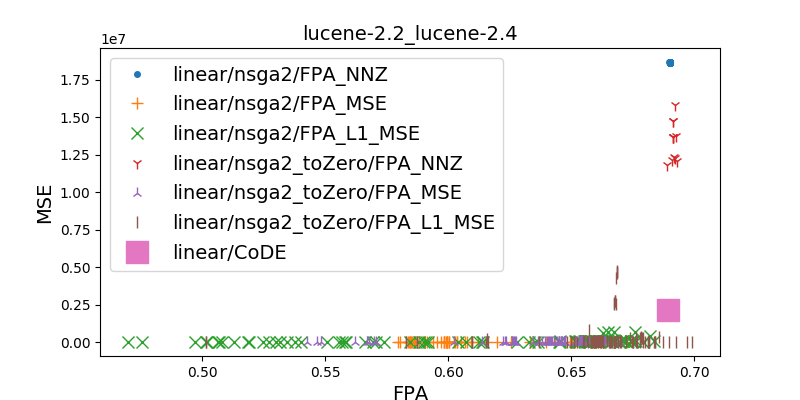 lucene-2.2_lucene-2.4
1e7
1.75
1.50
1.25
1.00
0.75
0.50
0.25
0.00
MSE
linear/nsga2/FPA_NNZ
linear/nsga2/FPA_MSE
linear/nsga2/FPA_L1_MSE
linear/nsga2_toZero/FPA_NNZ
linear/nsga2_toZero/FPA_MSE
linear/nsga2_toZero/FPA_L1_MSE
linear/CoDE
0.50 0.55 0.60 0.65 0.70
FPA